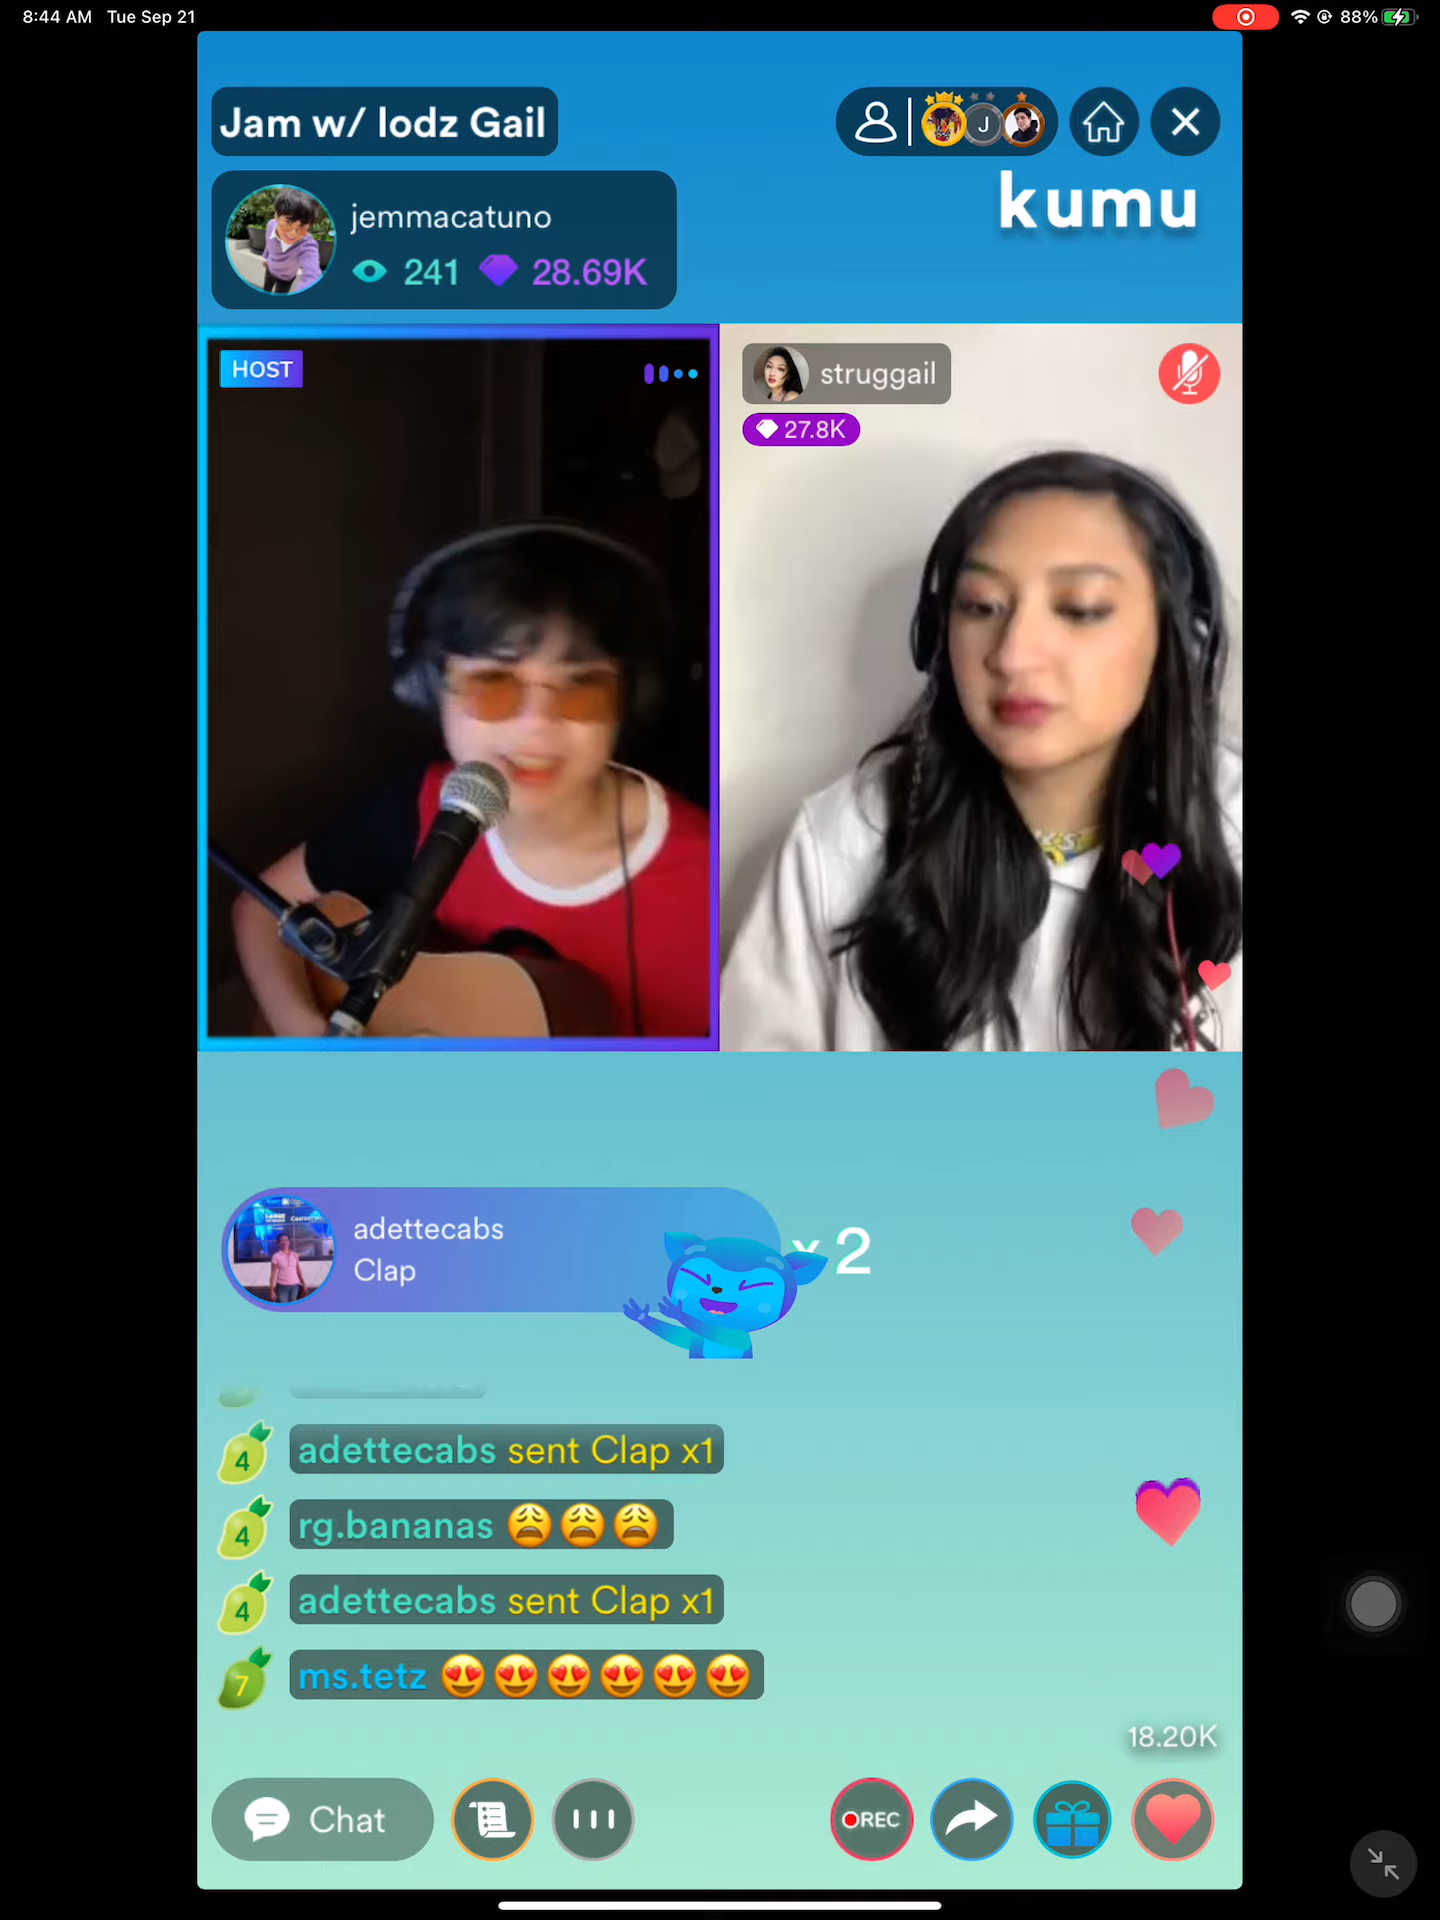 8:44 AM Tue Sep 21
88%
Jam w/ lodz Gail
J
kumu
jemmacatuno
241 28.69K
HOST
struggail
27.8K
adettecabs
Clap
x 2
4 adettecabs sent Clap x1
4 rg.bananas 😩😩😩
4 adettecabs sent Clap x1
7 ms.tetz 😍😍😍😍😍😍
18.20K
Chat
REC